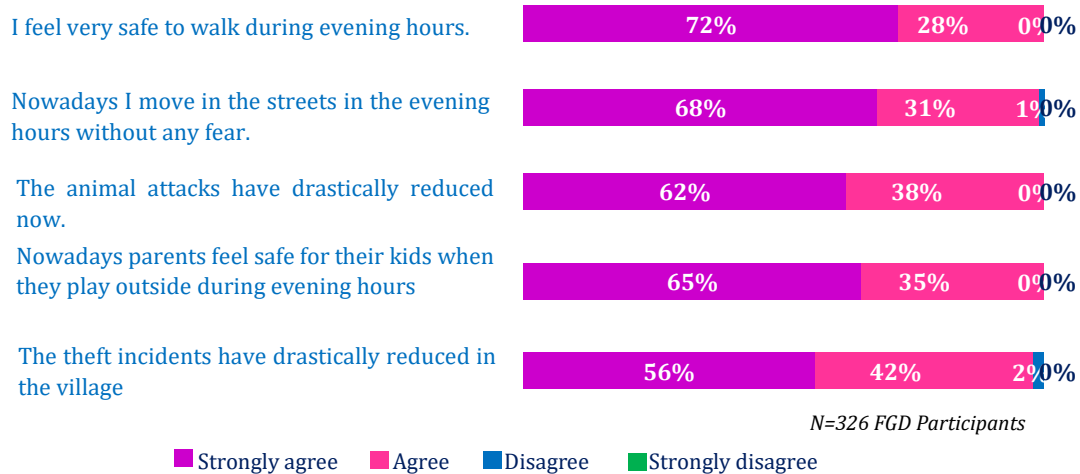 I feel very safe to walk during evening hours.
72% 28% 0% 0%
Nowadays I move in the streets in the evening
hours without any fear.
68% 31% 1% 0%
The animal attacks have drastically reduced
now.
62% 38% 0% 0%
Nowadays parents feel safe for their kids when
they play outside during evening hours
65% 35% 0% 0%
The theft incidents have drastically reduced in
the village
56% 42% 2% 0%
N=326 FGD Participants
Strongly agree Agree Disagree Strongly disagree